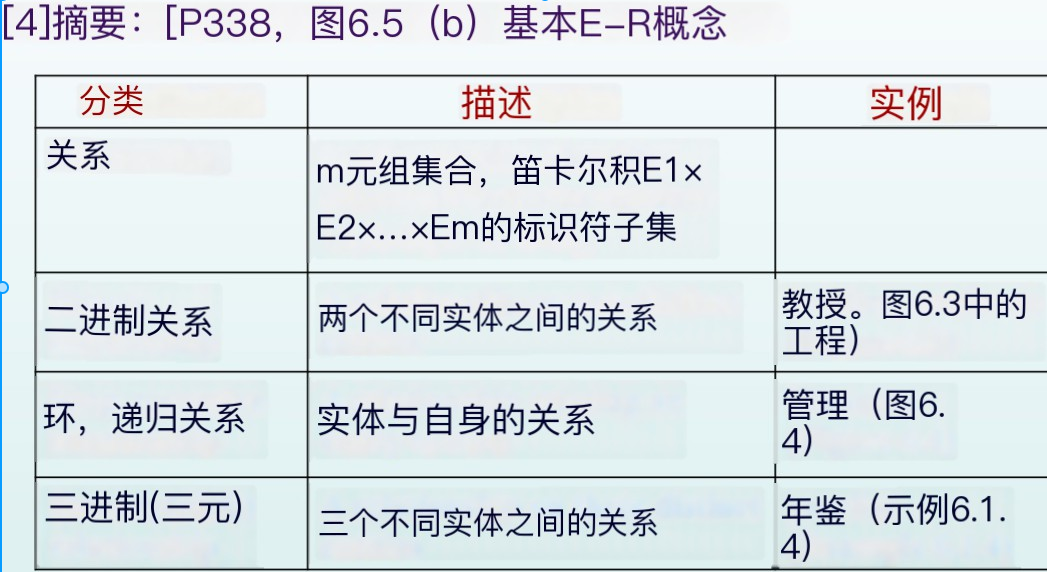 [4]摘要：[P338，图6.5（b）基本E–R概念
分类 描述 实例
关系
m元组集合，笛卡尔积E1×
E2×…×Em的标识符子集
二进制关系
两个不同实体之间的关系
教授。图6.3中的
工程）
环，递归关系
实体与自身的关系
管理（图6.
4）
三进制(三元）
三个不同实体之间的关系
年鉴（示例6.1.
4）